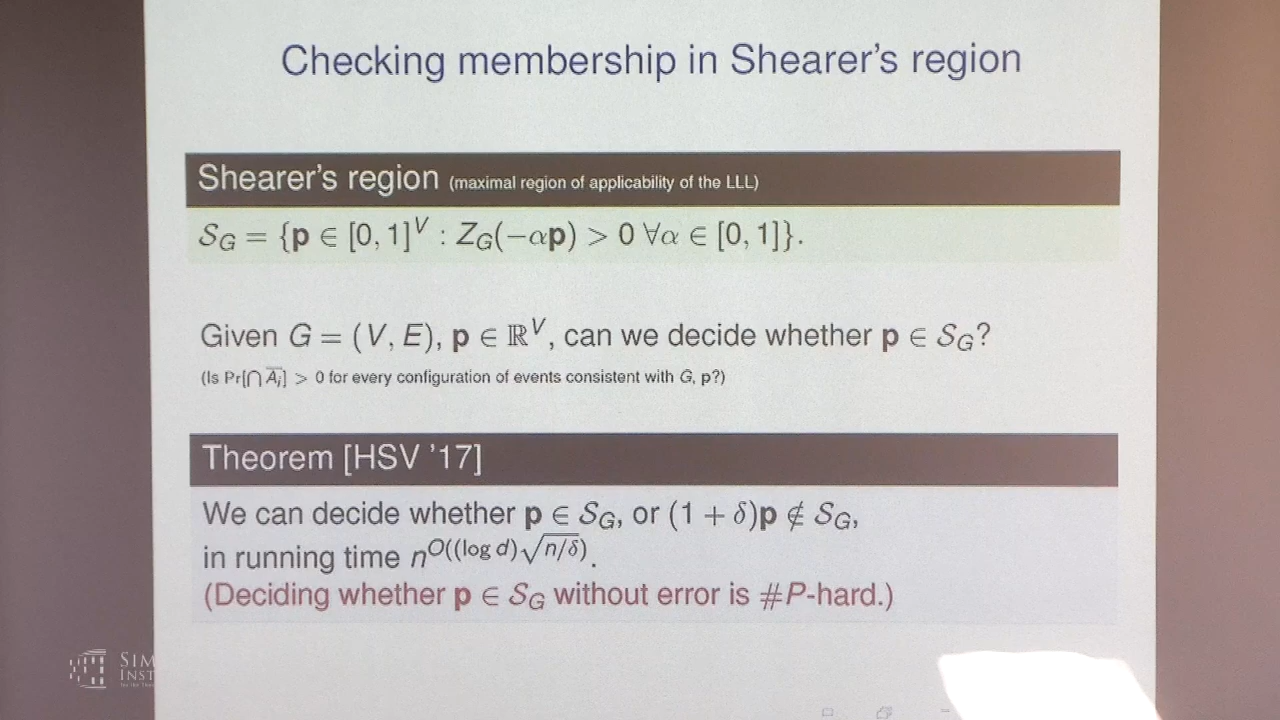 Checking membership in Shearer's region
Shearer's region (maximal region of applicability of the LLL)
𝒮_G = {𝐩 ∈ [0, 1]^V : Z_G(−α𝐩) > 0 ∀α ∈ [0, 1]}.
Given G = (V, E), 𝐩 ∈ ℝ^V, can we decide whether 𝐩 ∈ 𝒮_G?
(Is Pr[⋂ A̅_i] > 0 for every configuration of events consistent with G, p?)
Theorem [HSV '17]
We can decide whether 𝐩 ∈ 𝒮_G, or (1 + δ)𝐩 ∉ 𝒮_G,
in running time n^{O((log d)√(n/δ))}.
(Deciding whether 𝐩 ∈ 𝒮_G without error is #P-hard.)
SIM
INST